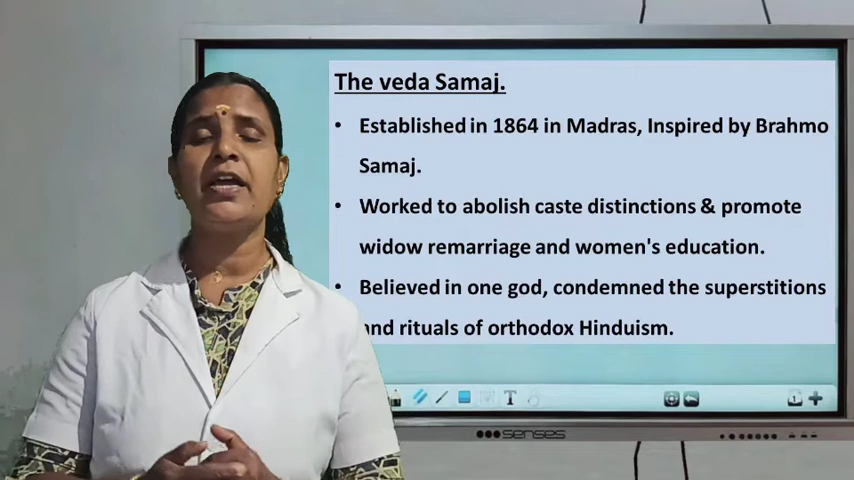 The veda Samaj.
• Established in 1864 in Madras, Inspired by Brahmo
Samaj.
• Worked to abolish caste distinctions & promote
widow remarriage and women's education.
• Believed in one god, condemned the superstitions
and rituals of orthodox Hinduism.
T
1
senses